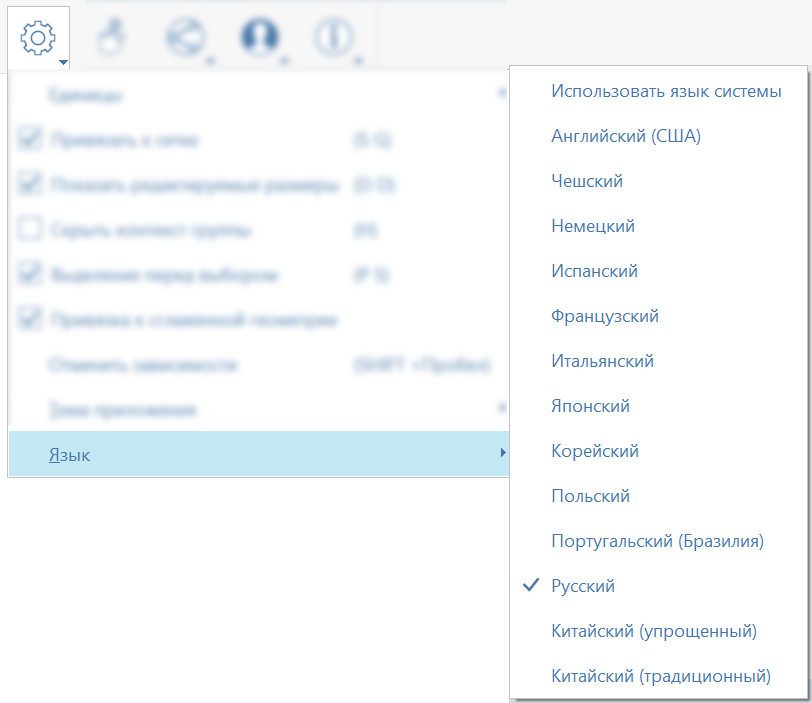 Единицы
Привязать к сетке (S G)
Показать редактируемые размеры (D D)
Скрыть контекст группы (H)
Выделение перед выбором (P S)
Привязка к сглаженной геометрии
Отменить зависимости (SHIFT +Пробел)
Тема приложения
Язык
Использовать язык системы
Английский (США)
Чешский
Немецкий
Испанский
Французский
Итальянский
Японский
Корейский
Польский
Португальский (Бразилия)
Русский
Китайский (упрощенный)
Китайский (традиционный)